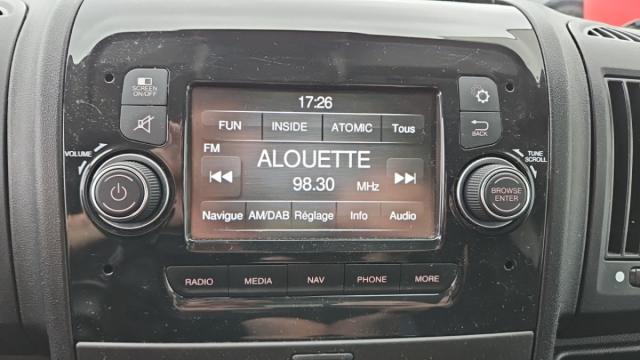 SCREEN
ON/OFF
17:26
FUN INSIDE ATOMIC Tous
FM
BACK
VOLUME
ALOUETTE
TUNE
SCROLL
98.30 MHz
BROWSE
ENTER
Navigue AM/DAB Réglage Info Audio
RADIO MEDIA NAV PHONE MORE